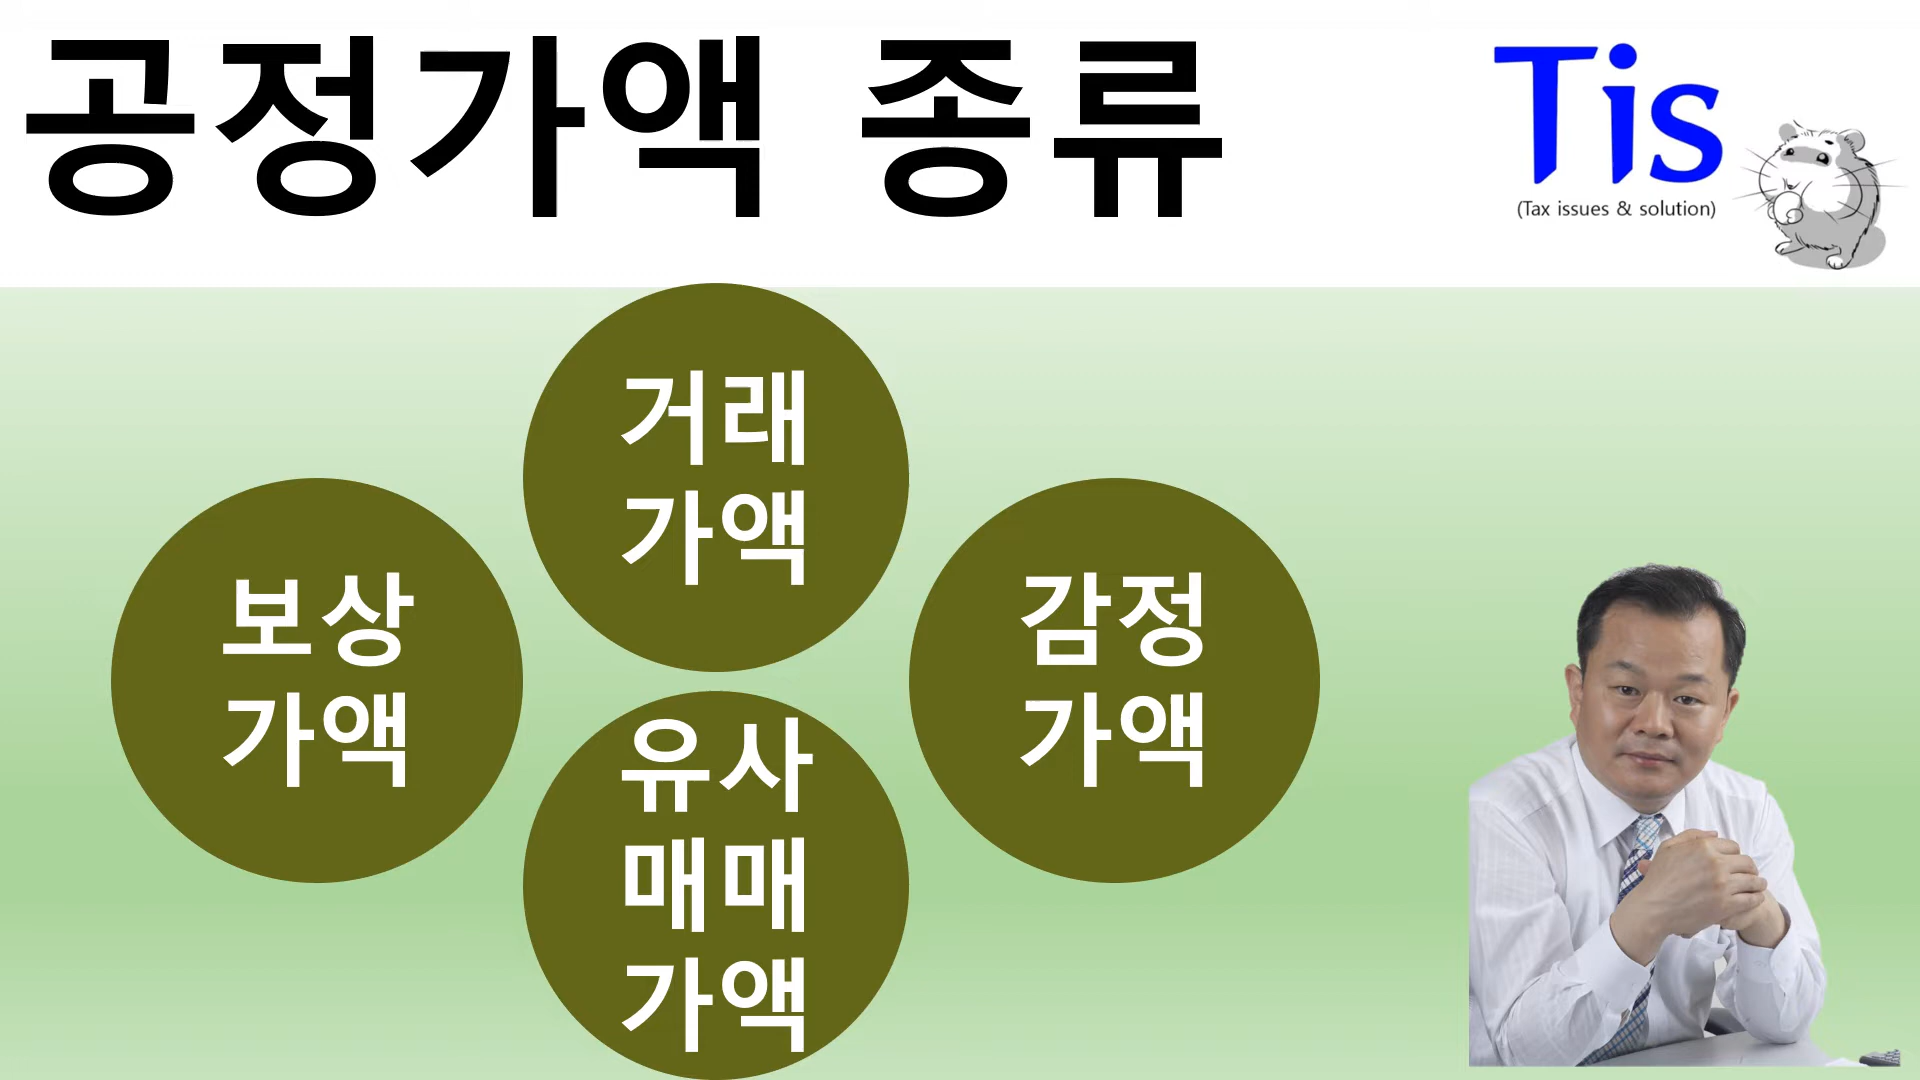 공정가액 종류
Tis
(Tax issues & solution)
거래
가액
보상
가액
감정
가액
유사
매매
가액